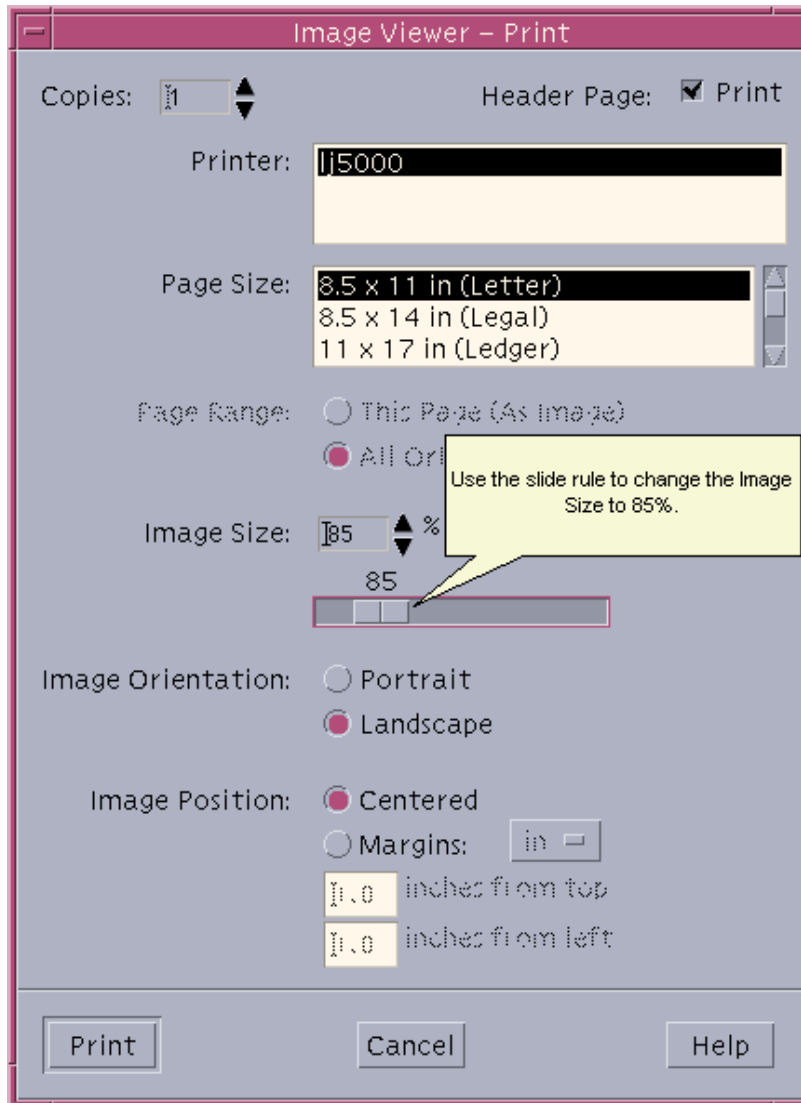 Image Viewer – Print
Copies: 1 Header Page: Print
Printer: lj5000
Page Size: 8.5 x 11 in (Letter)
8.5 x 14 in (Legal)
11 x 17 in (Ledger)
Page Range: This Page (As Image)
All
Use the slide rule to change the Image
Size to 85%.
Image Size: 85 %
85
Image Orientation: Portrait
Landscape
Image Position: Centered
Margins: in
1.0 inches from top
1.0 inches from left
Print Cancel Help